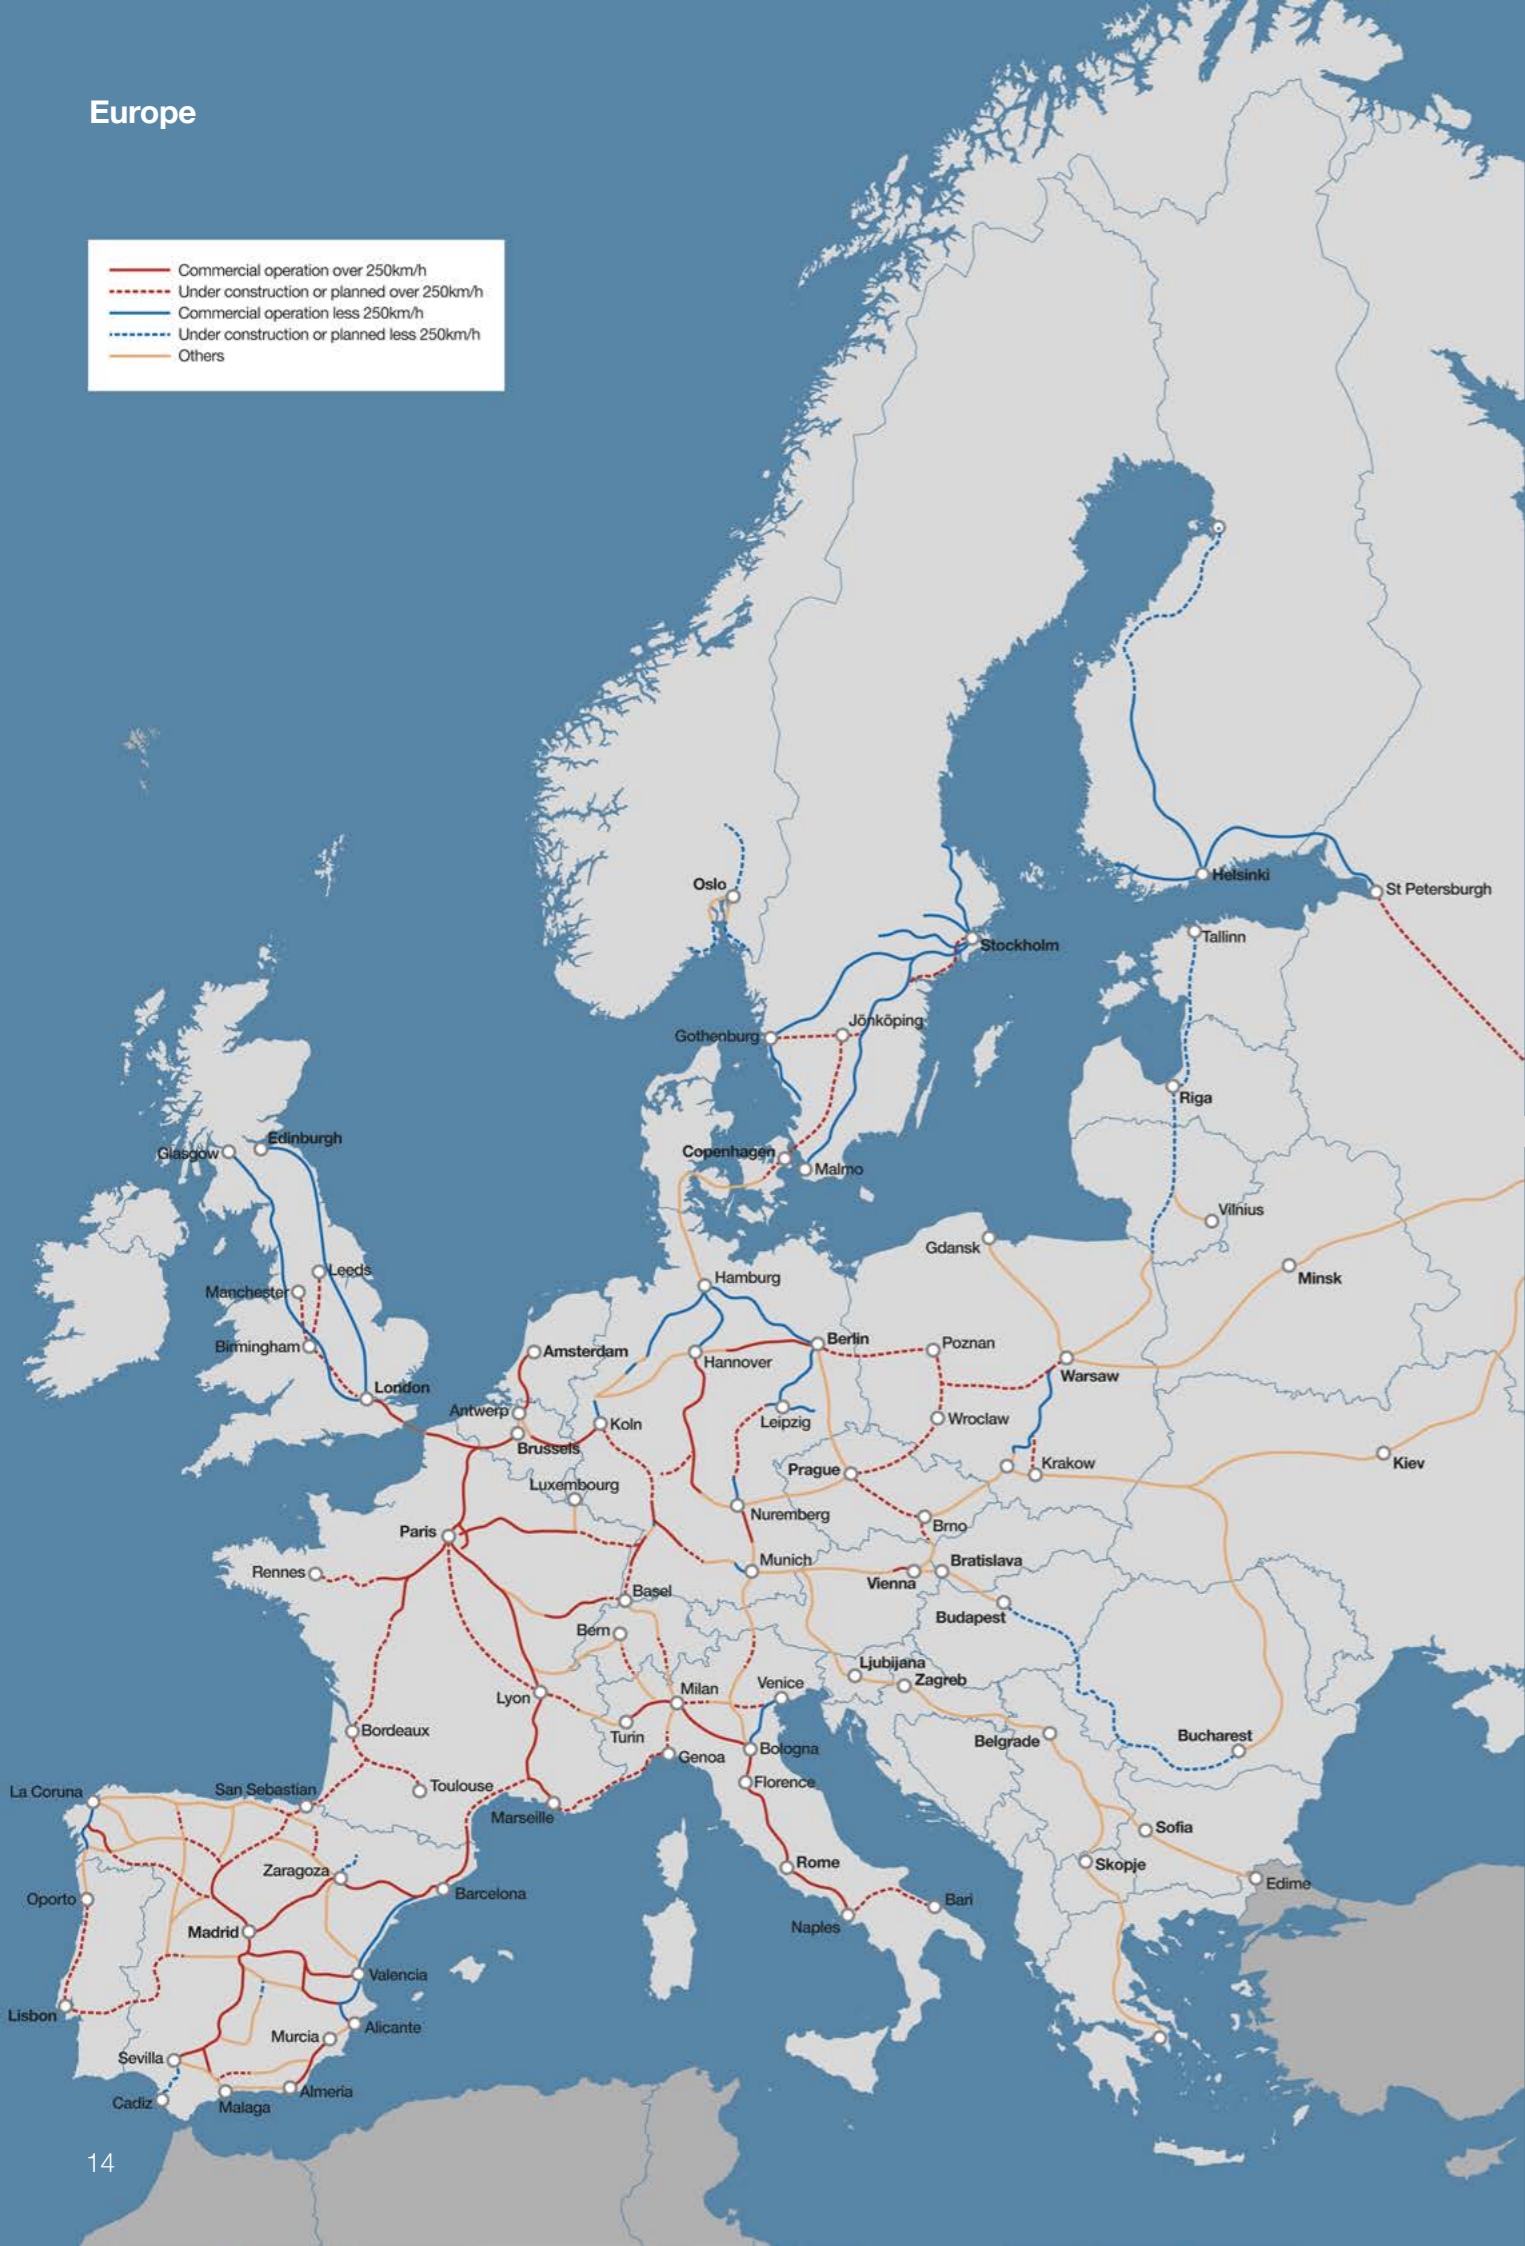 Europe
Commercial operation over 250km/h
Under construction or planned over 250km/h
Commercial operation less 250km/h
Under construction or planned less 250km/h
Others
Oslo
Helsinki
St Petersburgh
Stockholm
Tallinn
Jönköping
Gothenburg
Riga
Edinburgh
Glasgow
Copenhagen
Malmo
Vilnius
Gdansk
Leeds
Minsk
Hamburg
Manchester
Birmingham
Berlin
Poznan
Amsterdam
Hannover
Warsaw
London
Antwerp
Koln
Leipzig
Wroclaw
Brussels
Prague
Krakow
Kiev
Luxembourg
Nuremberg
Brno
Paris
Rennes
Munich
Bratislava
Vienna
Basel
Budapest
Bern
Ljubijana
Zagreb
Milan
Venice
Lyon
Bordeaux
Turin
Genoa
Bologna
Belgrade
Bucharest
Florence
La Coruna
San Sebastian
Toulouse
Marseille
Sofia
Zaragoza
Rome
Skopje
Edime
Oporto
Barcelona
Bari
Madrid
Naples
Valencia
Lisbon
Alicante
Murcia
Sevilla
Almeria
Cadiz
Malaga
14